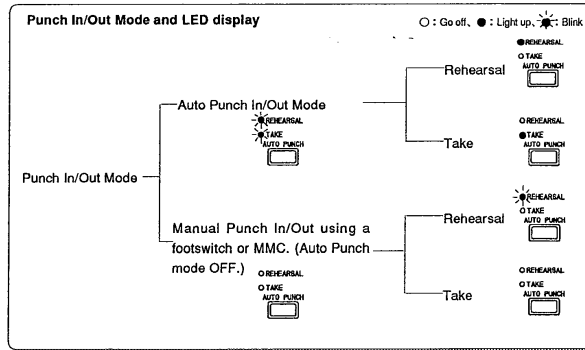 Punch In/Out Mode and LED display
○ : Go off、 ● : Light up、 : Blink
●REHEARSAL
○ TAKE
AUTO PUNCH
Rehearsal
Auto Punch In/Out Mode
REHEARSAL
TAKE
AUTO PUNCH
○ REHEARSAL
●TAKE
AUTO PUNCH
Take
Punch In/Out Mode
REHEARSAL
○ TAKE
AUTO PUNCH
Rehearsal
Manual Punch In/Out using a
footswitch or MMC. (Auto Punch
mode OFF.)
○ REHEARSAL
○ TAKE
AUTO PUNCH
○ REHEARSAL
○ TAKE
AUTO PUNCH
Take